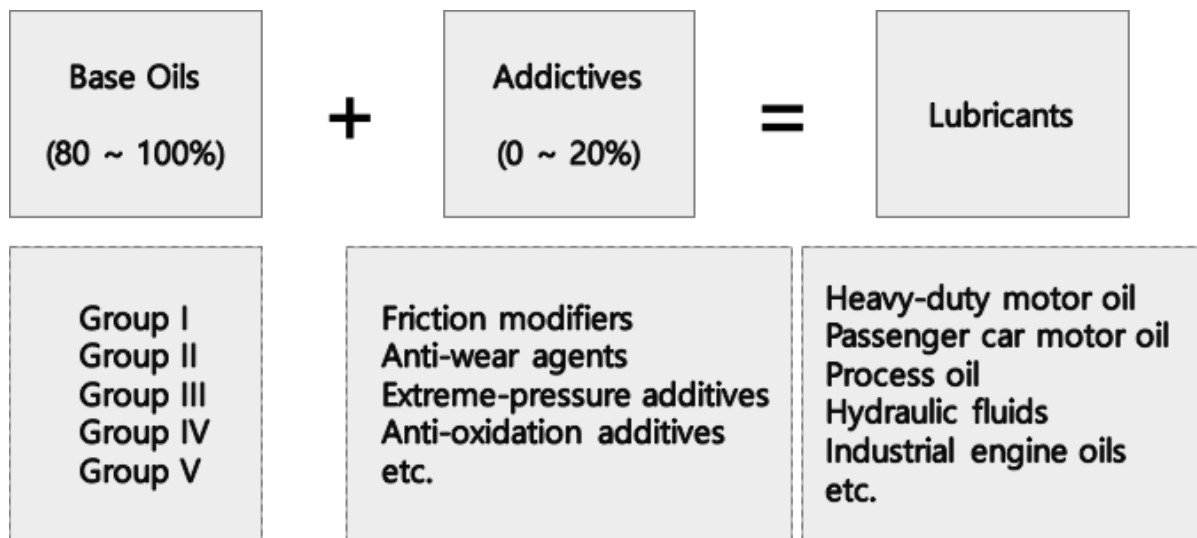 Base Oils
(80 ~ 100%)
+
Addictives
(0 ~ 20%)
=
Lubricants
Group I
Group II
Group III
Group IV
Group V
Friction modifiers
Anti-wear agents
Extreme-pressure additives
Anti-oxidation additives
etc.
Heavy-duty motor oil
Passenger car motor oil
Process oil
Hydraulic fluids
Industrial engine oils
etc.